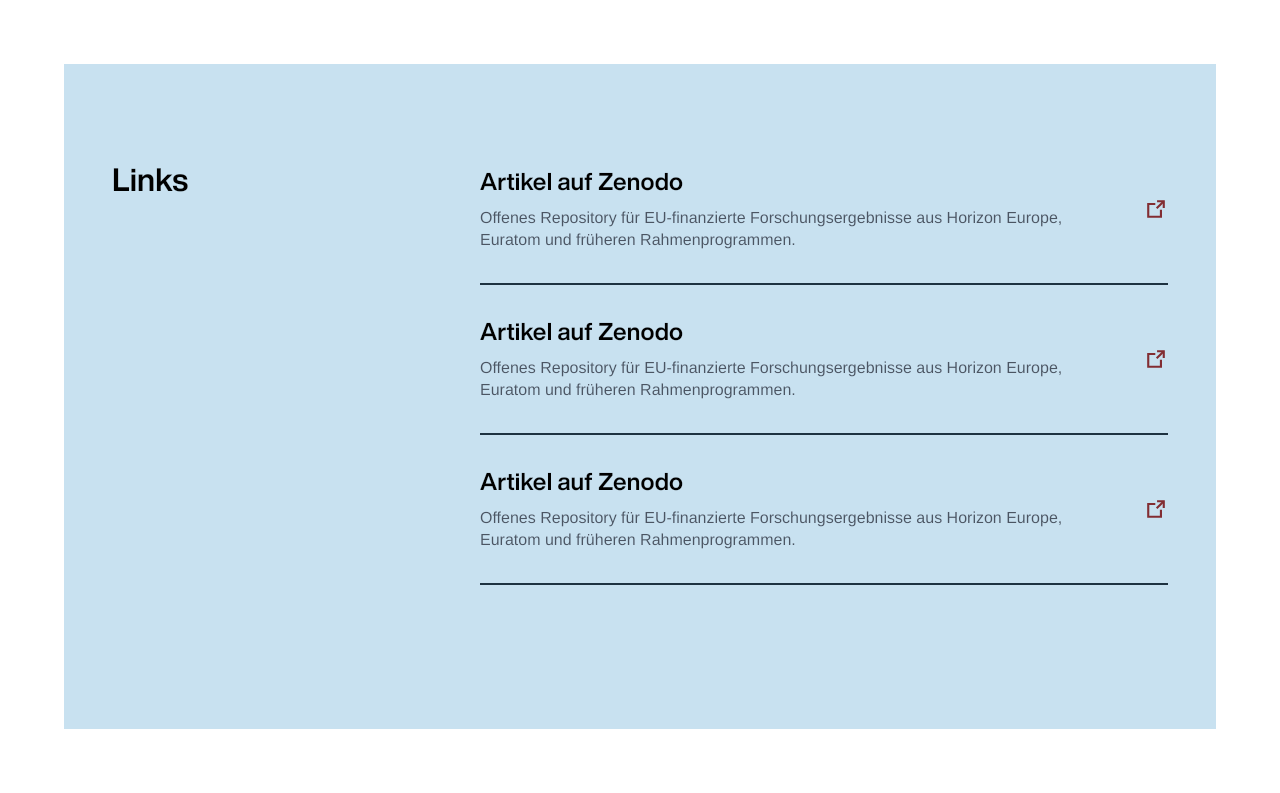 Links
Artikel auf Zenodo
Offenes Repository für EU-finanzierte Forschungsergebnisse aus Horizon Europe,
Euratom und früheren Rahmenprogrammen.
Artikel auf Zenodo
Offenes Repository für EU-finanzierte Forschungsergebnisse aus Horizon Europe,
Euratom und früheren Rahmenprogrammen.
Artikel auf Zenodo
Offenes Repository für EU-finanzierte Forschungsergebnisse aus Horizon Europe,
Euratom und früheren Rahmenprogrammen.